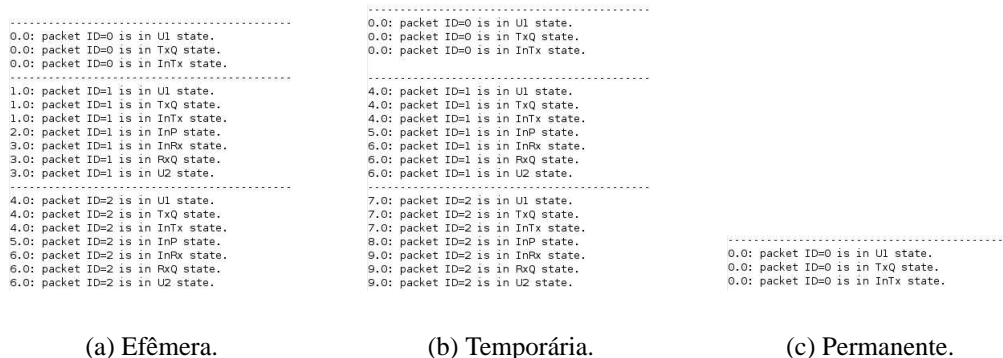 0.0: packet ID=0 is in U1 state.
0.0: packet ID=0 is in TxQ state.
0.0: packet ID=0 is in InTx state.
1.0: packet ID=1 is in U1 state.
1.0: packet ID=1 is in TxQ state.
1.0: packet ID=1 is in InTx state.
2.0: packet ID=1 is in InP state.
3.0: packet ID=1 is in InRx state.
3.0: packet ID=1 is in RxQ state.
3.0: packet ID=1 is in U2 state.
4.0: packet ID=2 is in U1 state.
4.0: packet ID=2 is in TxQ state.
4.0: packet ID=2 is in InTx state.
5.0: packet ID=2 is in InP state.
6.0: packet ID=2 is in InRx state.
6.0: packet ID=2 is in RxQ state.
6.0: packet ID=2 is in U2 state.
(a) Efêmera.
0.0: packet ID=0 is in U1 state.
0.0: packet ID=0 is in TxQ state.
0.0: packet ID=0 is in InTx state.
4.0: packet ID=1 is in U1 state.
4.0: packet ID=1 is in TxQ state.
4.0: packet ID=1 is in InTx state.
5.0: packet ID=1 is in InP state.
6.0: packet ID=1 is in InRx state.
6.0: packet ID=1 is in RxQ state.
6.0: packet ID=1 is in U2 state.
7.0: packet ID=2 is in U1 state.
7.0: packet ID=2 is in TxQ state.
7.0: packet ID=2 is in InTx state.
8.0: packet ID=2 is in InP state.
9.0: packet ID=2 is in InRx state.
9.0: packet ID=2 is in RxQ state.
9.0: packet ID=2 is in U2 state.
(b) Temporária.
0.0: packet ID=0 is in U1 state.
0.0: packet ID=0 is in TxQ state.
0.0: packet ID=0 is in InTx state.
(c) Permanente.